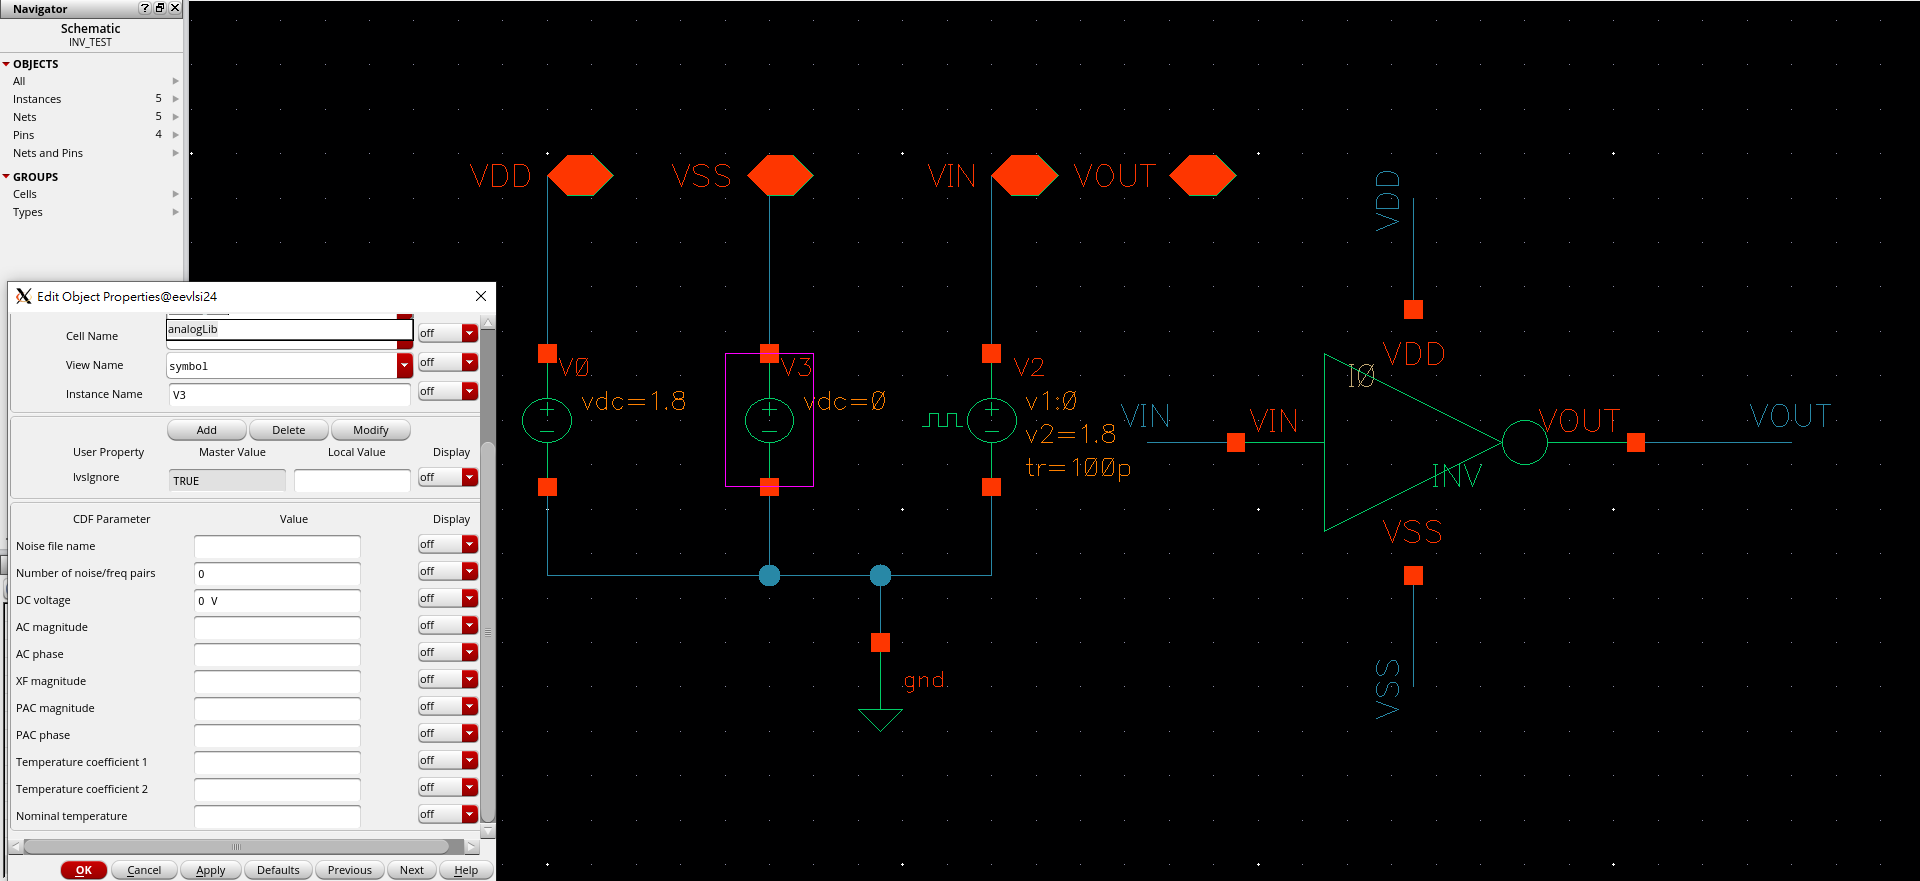 Navigator
Schematic
INV_TEST
OBJECTS
All
Instances 5
Nets 5
Pins 4
Nets and Pins
GROUPS
Cells
Types
Edit Object Properties@eevlsi24
analogLib
Cell Name off
View Name symbol off
Instance Name V3 off
Add Delete Modify
User Property Master Value Local Value Display
lvsIgnore TRUE off
CDF Parameter Value Display
Noise file name off
Number of noise/freq pairs 0 off
DC voltage 0 V off
AC magnitude off
AC phase off
XF magnitude off
PAC magnitude off
PAC phase off
Temperature coefficient 1 off
Temperature coefficient 2 off
Nominal temperature off
OK Cancel Apply Defaults Previous Next Help
VDD VSS VIN VOUT
V0
vdc=1.8
V3
vdc=0
V2
v1:0
v2=1.8
tr=100p
gnd
VDD
VDD
I0
VIN
VIN
VOUT
VOUT
INV
VSS
VSS